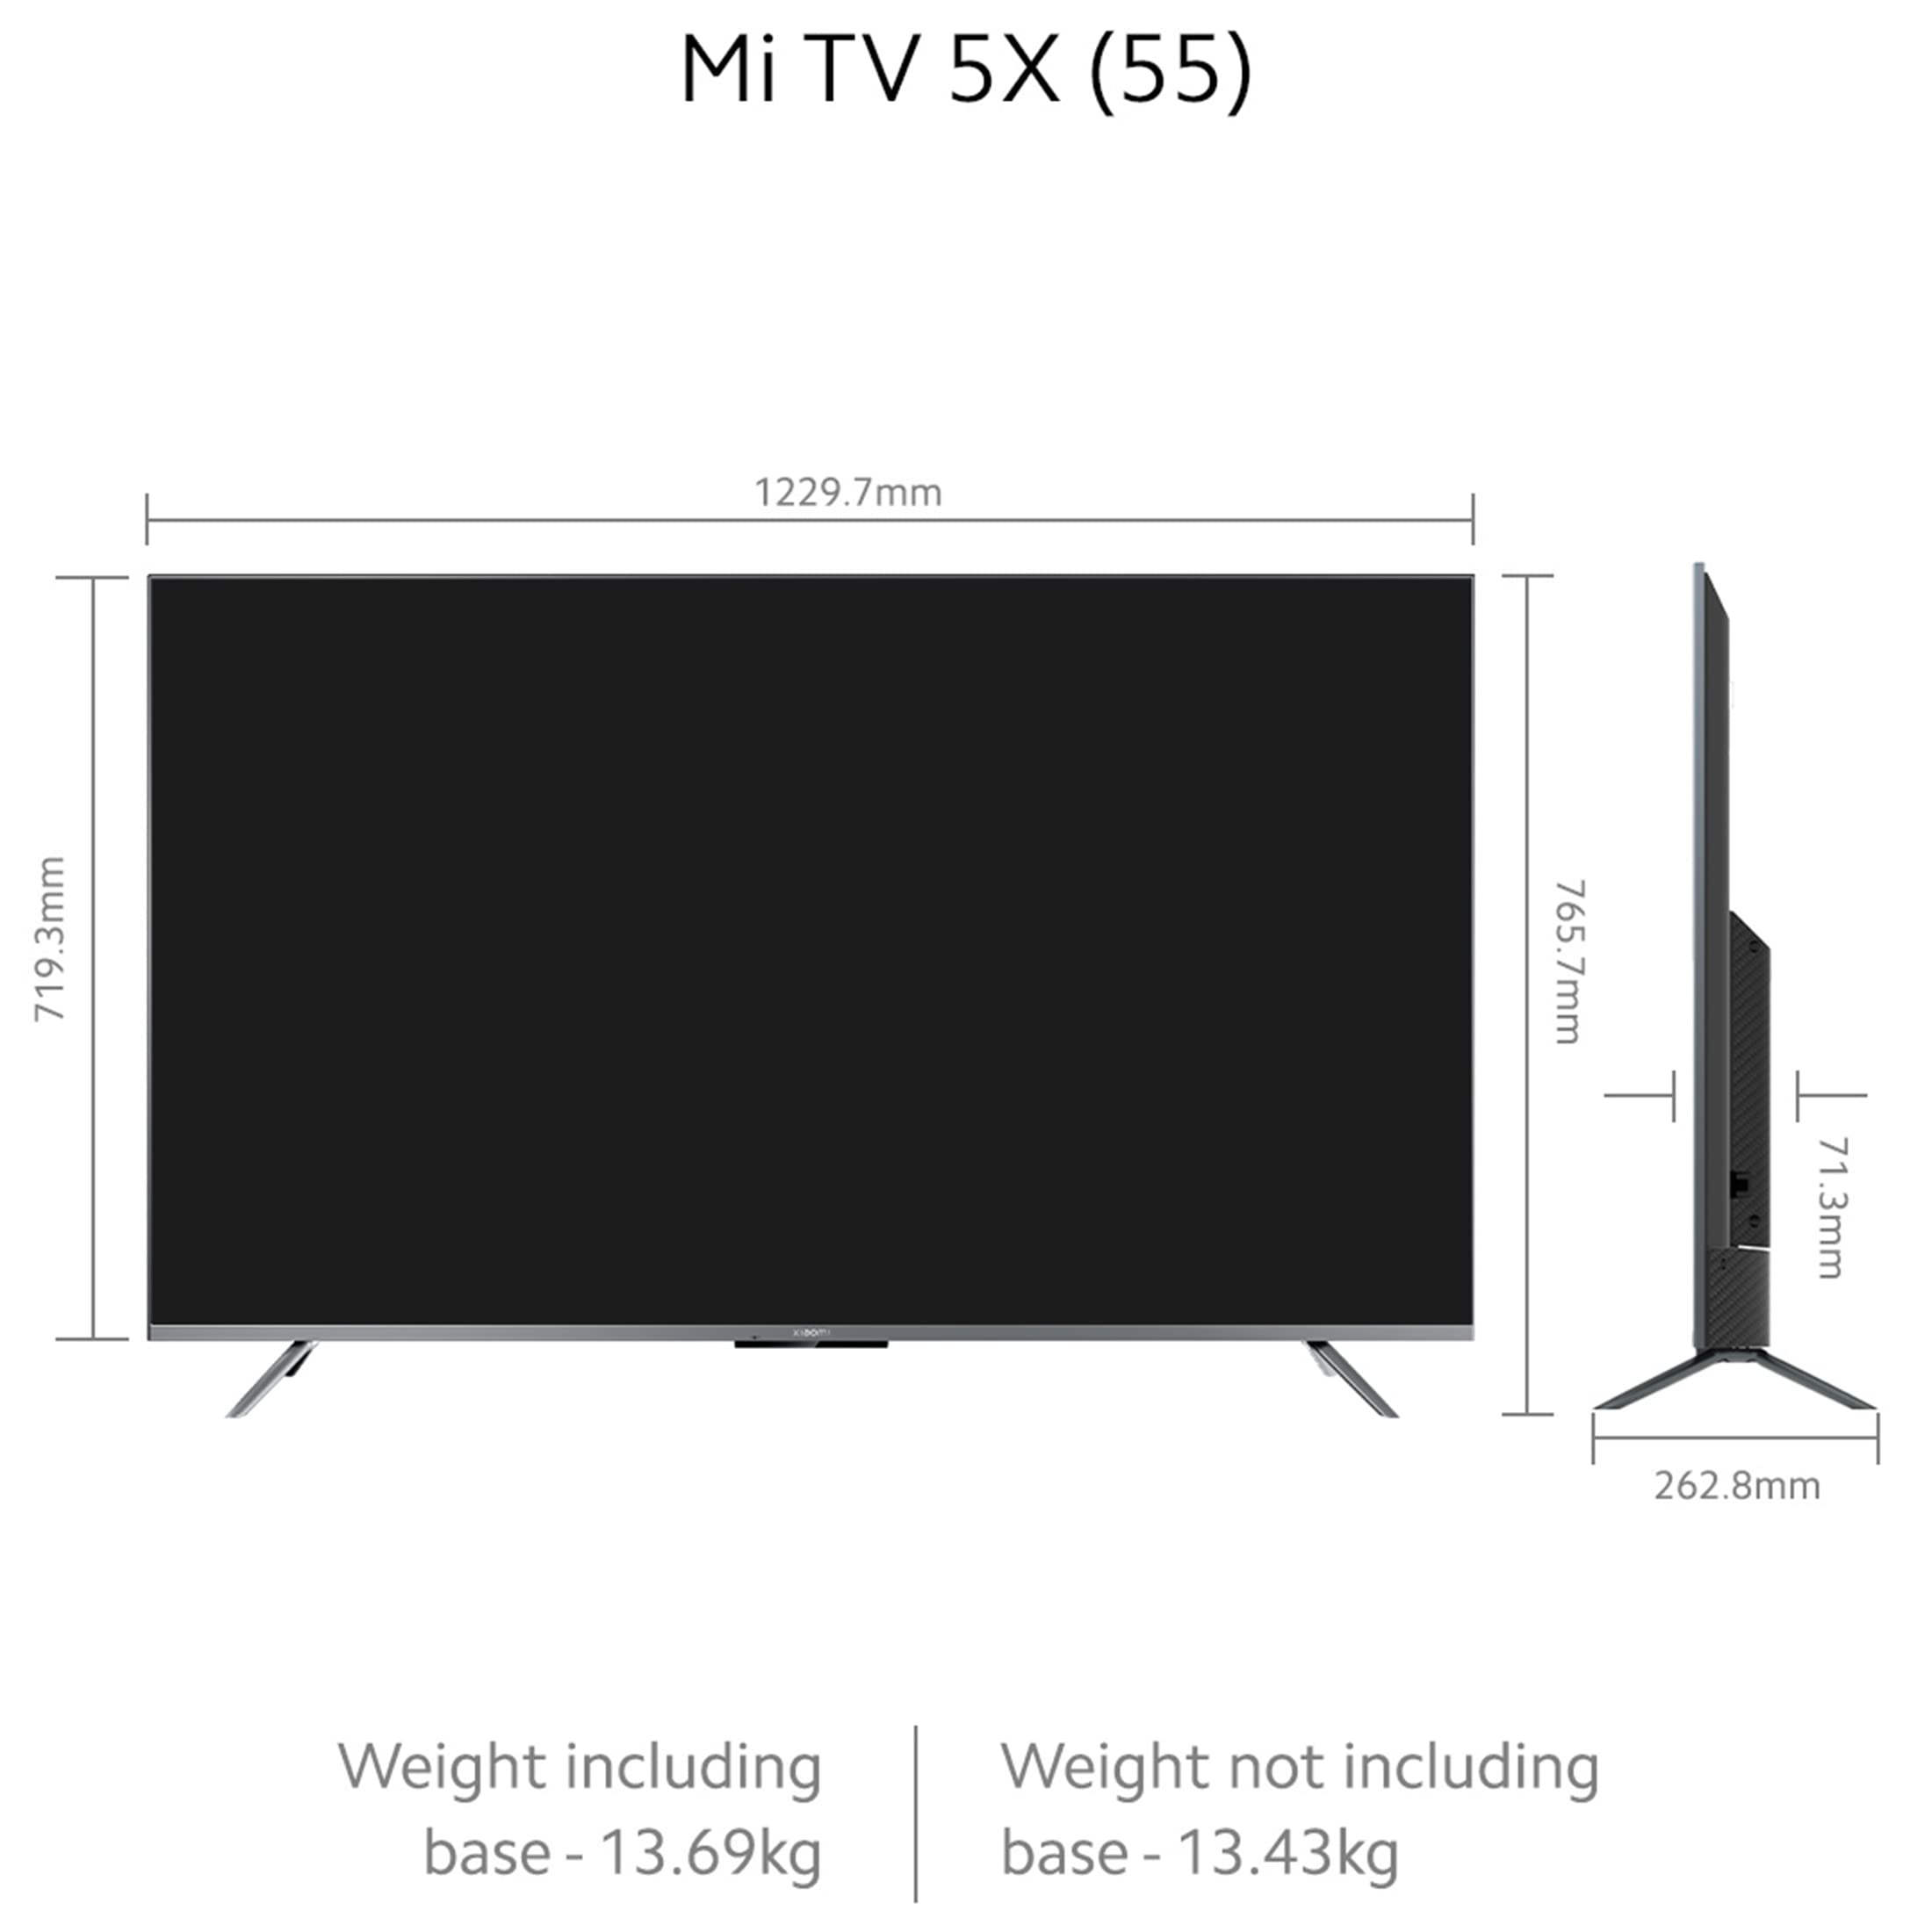 Mi TV 5X (55)
1229.7mm
719.3mm
765.7mm
71.3mm
xiaomi
262.8mm
Weight including
base - 13.69kg
Weight not including
base - 13.43kg